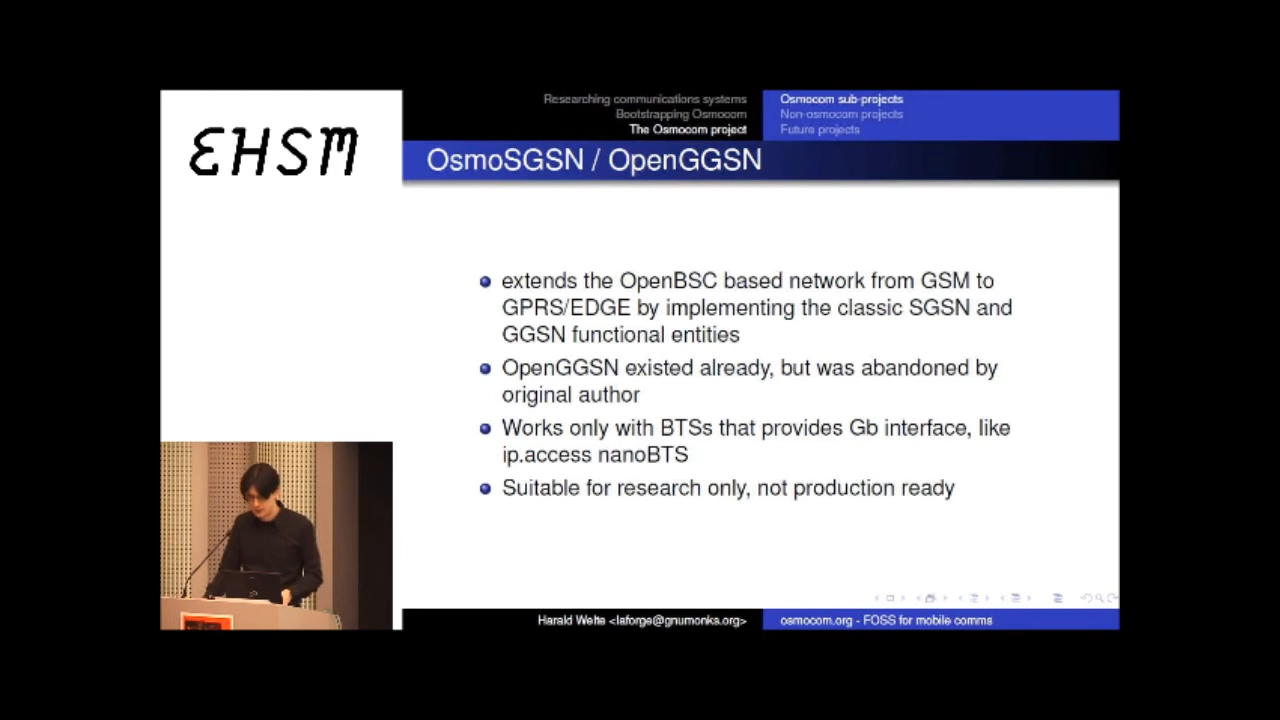 EHSM
Researching communications systems
Bootstrapping Osmocom
The Osmocom project
Osmocom sub-projects
Non-osmocom projects
Future projects
OsmoSGSN / OpenGGSN
extends the OpenBSC based network from GSM to
GPRS/EDGE by implementing the classic SGSN and
GGSN functional entities
OpenGGSN existed already, but was abandoned by
original author
Works only with BTSs that provides Gb interface, like
ip.access nanoBTS
Suitable for research only, not production ready
Harald Welte <laforge@gnumonks.org>
osmocom.org - FOSS for mobile comms